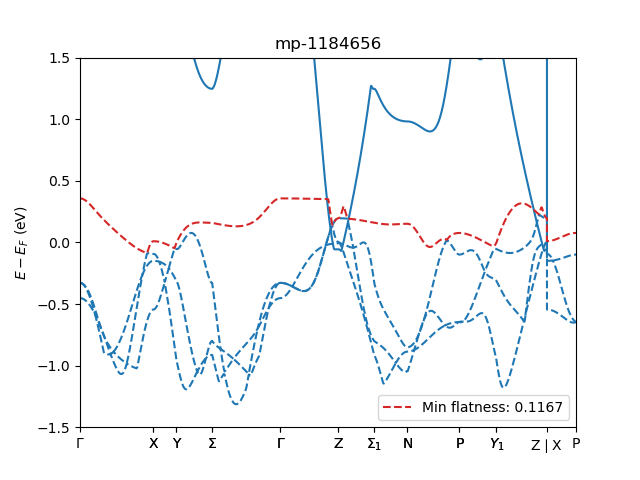 mp-1184656
E − E_F (eV)
1.5
1.0
0.5
0.0
−0.5
−1.0
−1.5
Min flatness: 0.1167
Γ X Y Σ Γ Z Σ₁ N P Y₁ Z | X P